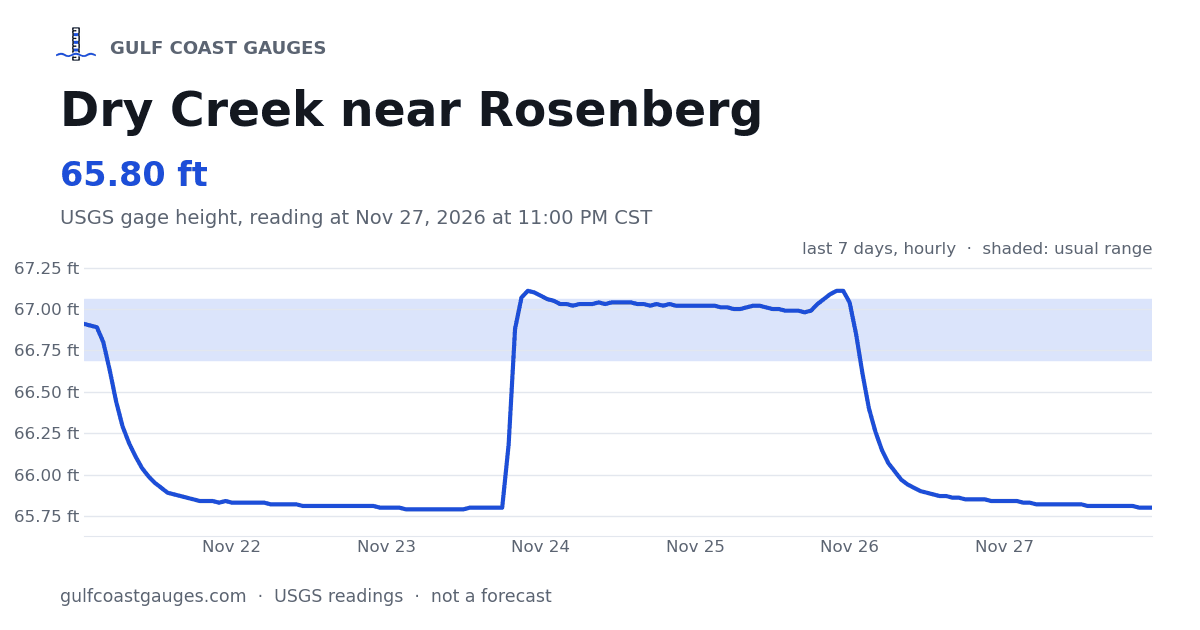 GULF COAST GAUGES
Dry Creek near Rosenberg
65.80 ft
USGS gage height, reading at Nov 27, 2026 at 11:00 PM CST
last 7 days, hourly · shaded: usual range
67.25 ft
67.00 ft
66.75 ft
66.50 ft
66.25 ft
66.00 ft
65.75 ft
Nov 22 Nov 23 Nov 24 Nov 25 Nov 26 Nov 27
gulfcoastgauges.com · USGS readings · not a forecast